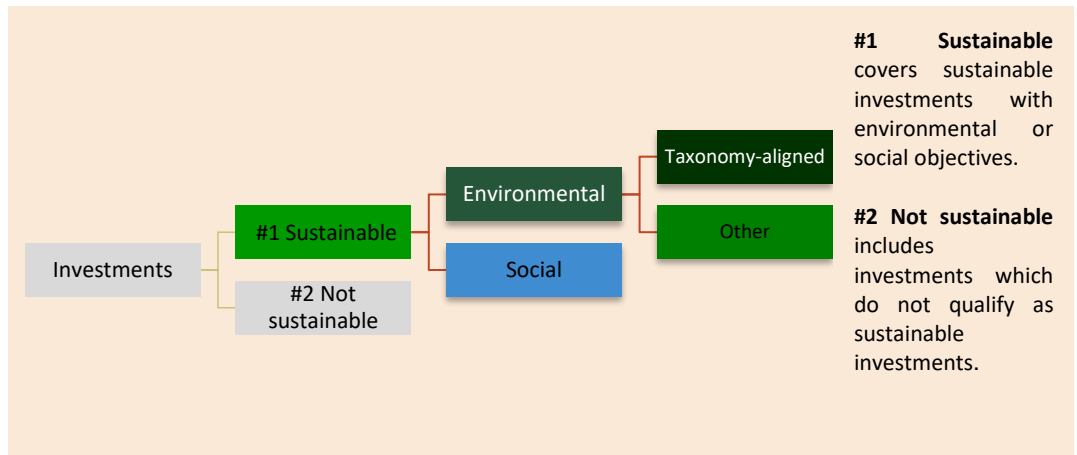 Investments
#1 Sustainable
#2 Not
sustainable
Environmental
Social
Taxonomy-aligned
Other
#1 Sustainable
covers sustainable
investments with
environmental or
social objectives.
#2 Not sustainable
includes
investments which
do not qualify as
sustainable
investments.